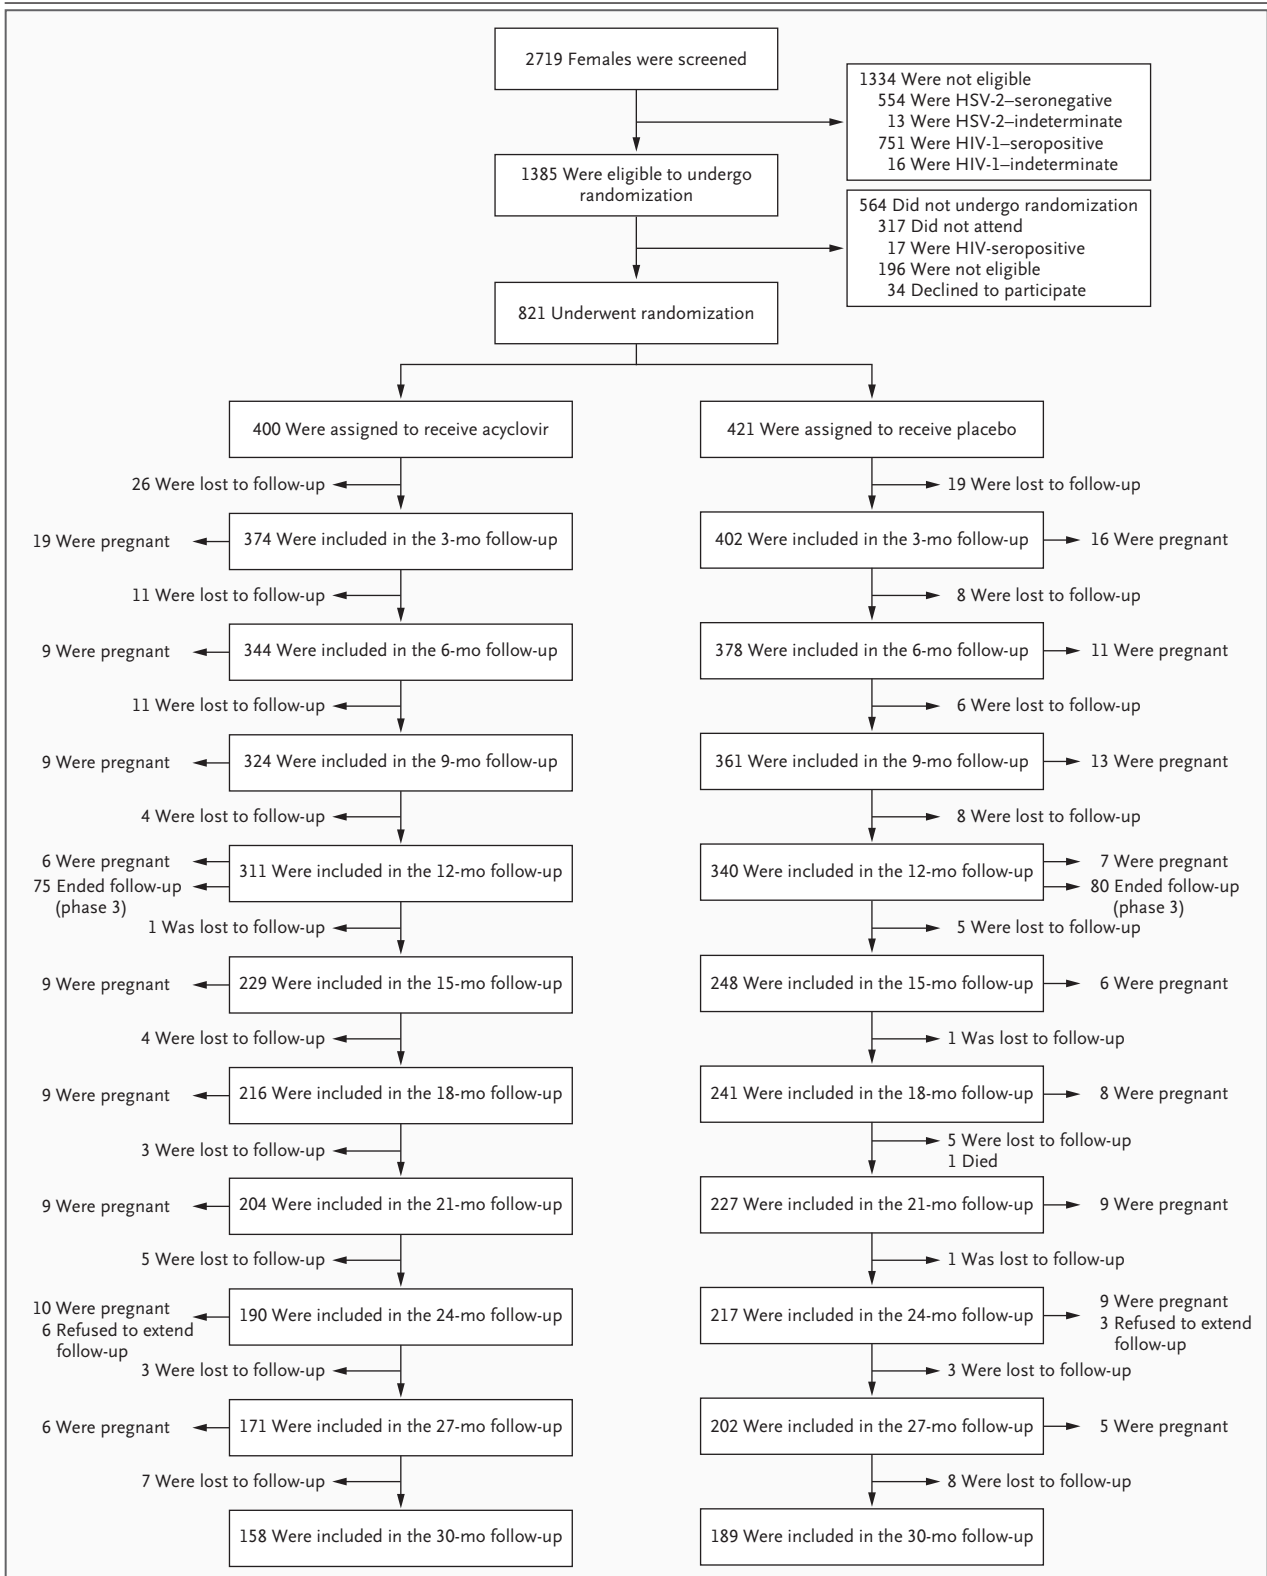 2719 Females were screened
1334 Were not eligible
554 Were HSV-2–seronegative
13 Were HSV-2–indeterminate
751 Were HIV-1–seropositive
16 Were HIV-1–indeterminate
1385 Were eligible to undergo
randomization
564 Did not undergo randomization
317 Did not attend
17 Were HIV-seropositive
196 Were not eligible
34 Declined to participate
821 Underwent randomization
400 Were assigned to receive acyclovir
421 Were assigned to receive placebo
26 Were lost to follow-up
19 Were lost to follow-up
19 Were pregnant
374 Were included in the 3-mo follow-up
402 Were included in the 3-mo follow-up
16 Were pregnant
11 Were lost to follow-up
8 Were lost to follow-up
9 Were pregnant
344 Were included in the 6-mo follow-up
378 Were included in the 6-mo follow-up
11 Were pregnant
11 Were lost to follow-up
6 Were lost to follow-up
9 Were pregnant
324 Were included in the 9-mo follow-up
361 Were included in the 9-mo follow-up
13 Were pregnant
4 Were lost to follow-up
8 Were lost to follow-up
6 Were pregnant
75 Ended follow-up
(phase 3)
311 Were included in the 12-mo follow-up
340 Were included in the 12-mo follow-up
7 Were pregnant
80 Ended follow-up
(phase 3)
1 Was lost to follow-up
5 Were lost to follow-up
9 Were pregnant
229 Were included in the 15-mo follow-up
248 Were included in the 15-mo follow-up
6 Were pregnant
4 Were lost to follow-up
1 Was lost to follow-up
9 Were pregnant
216 Were included in the 18-mo follow-up
241 Were included in the 18-mo follow-up
8 Were pregnant
3 Were lost to follow-up
5 Were lost to follow-up
1 Died
9 Were pregnant
204 Were included in the 21-mo follow-up
227 Were included in the 21-mo follow-up
9 Were pregnant
5 Were lost to follow-up
1 Was lost to follow-up
10 Were pregnant
6 Refused to extend
follow-up
190 Were included in the 24-mo follow-up
217 Were included in the 24-mo follow-up
9 Were pregnant
3 Refused to extend
follow-up
3 Were lost to follow-up
3 Were lost to follow-up
6 Were pregnant
171 Were included in the 27-mo follow-up
202 Were included in the 27-mo follow-up
5 Were pregnant
7 Were lost to follow-up
8 Were lost to follow-up
158 Were included in the 30-mo follow-up
189 Were included in the 30-mo follow-up